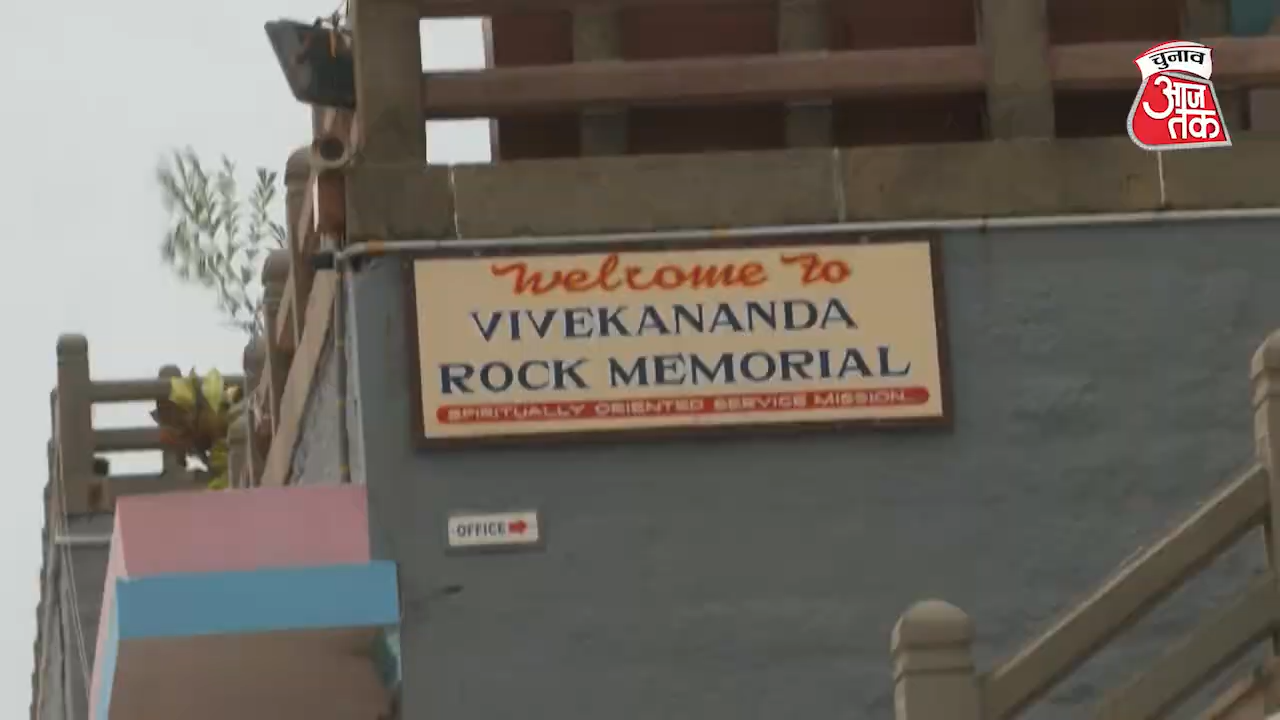 चुनाव
आज
तक
Welcome To
VIVEKANANDA
ROCK MEMORIAL
SPIRITUALLY ORIENTED SERVICE MISSION...
OFFICE